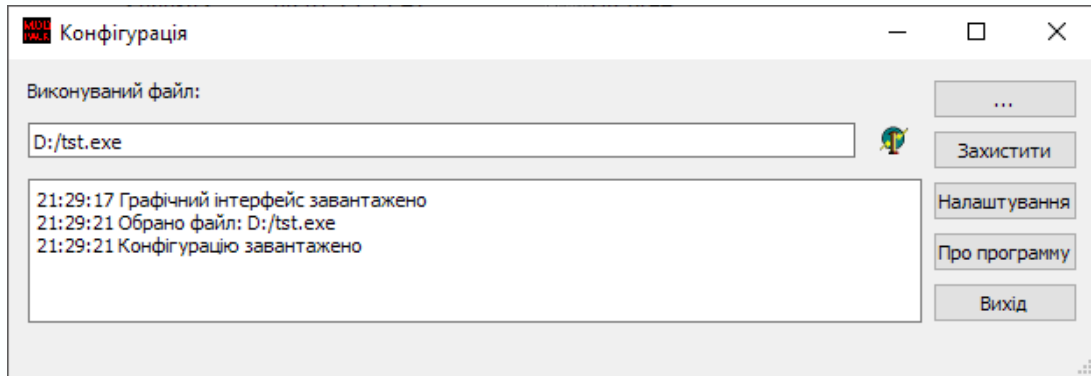 Конфігурація
Виконуваний файл:
...
D:/tst.exe
Захистити
21:29:17 Графічний інтерфейс завантажено
21:29:21 Обрано файл: D:/tst.exe
21:29:21 Конфігурацію завантажено
Налаштування
Про программу
Вихід